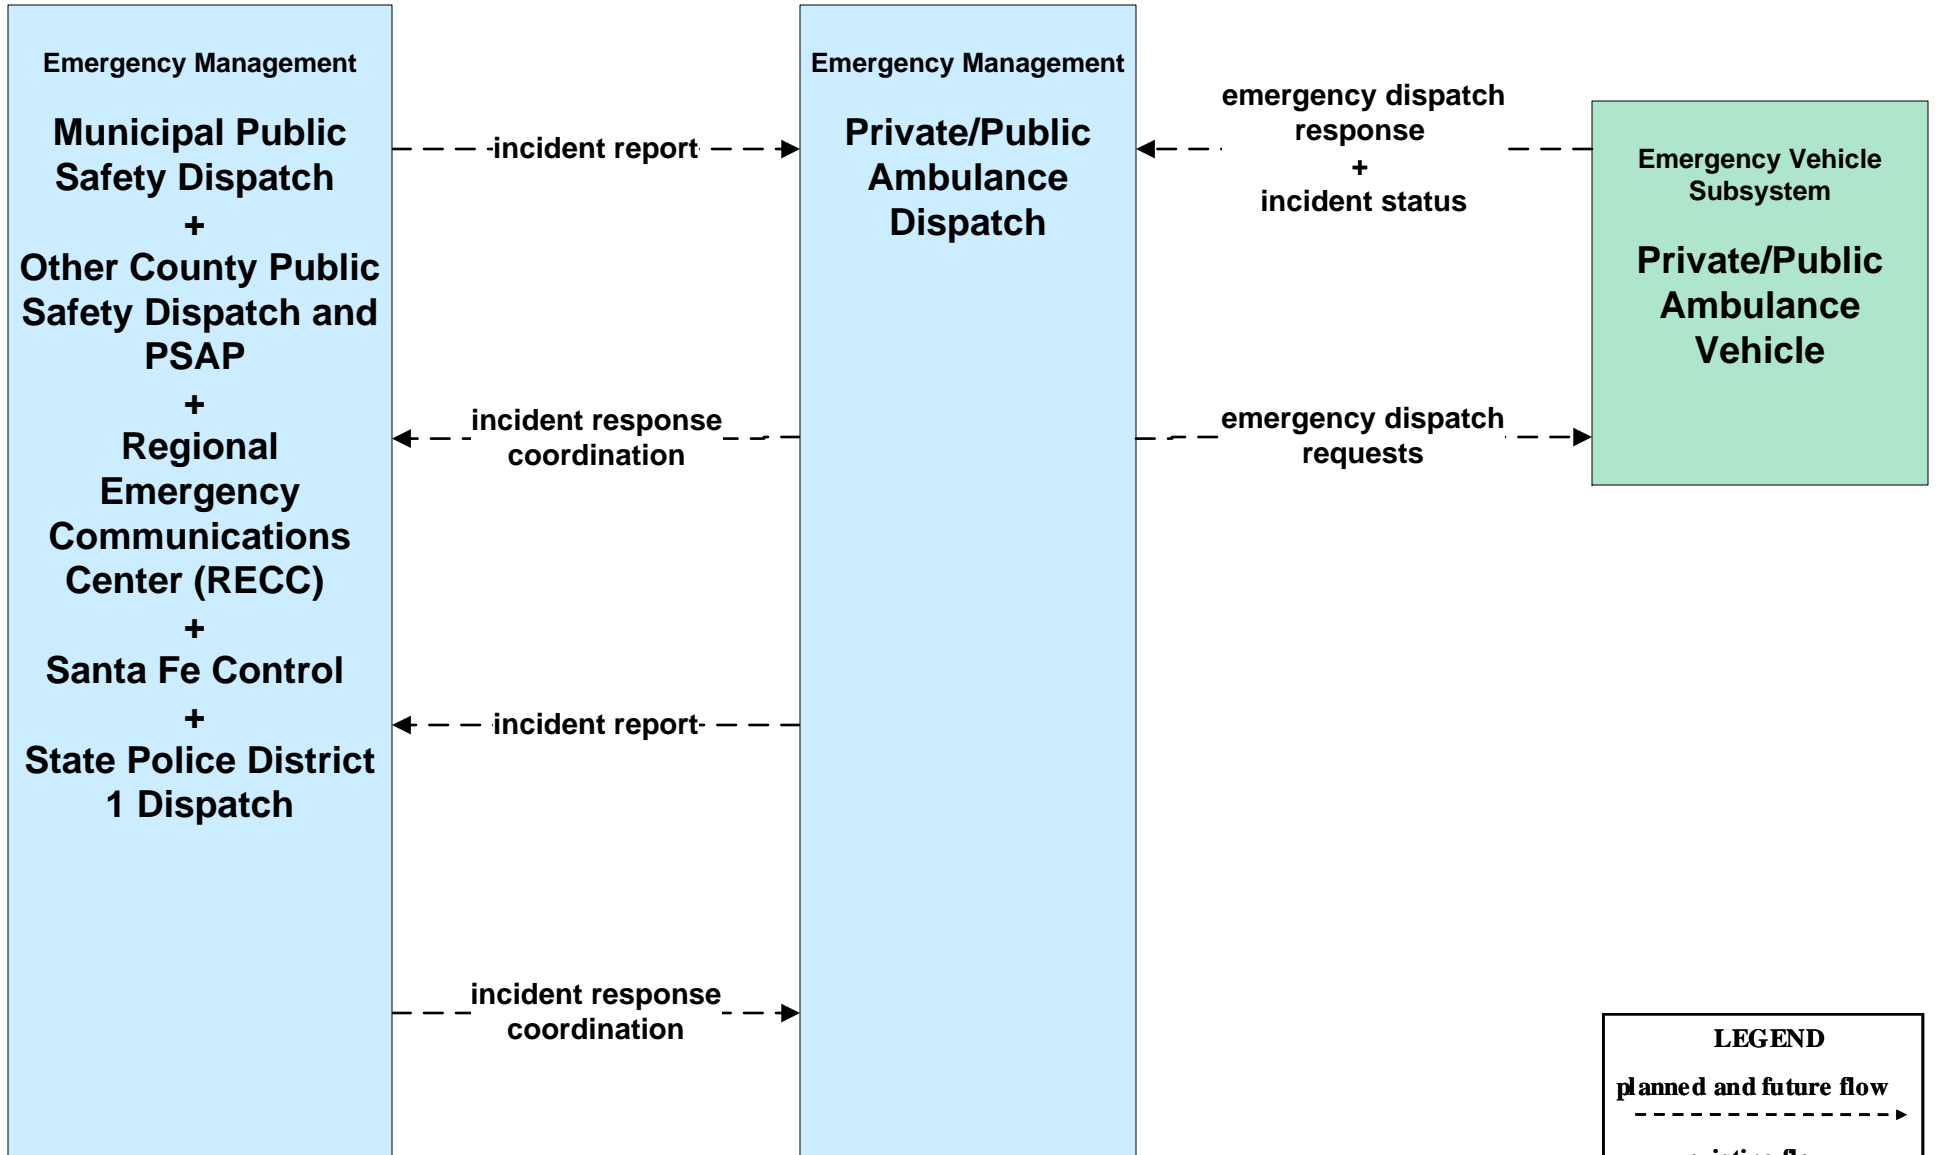 Emergency Management
Municipal Public
Safety Dispatch
+
Other County Public
Safety Dispatch and
PSAP
+
Regional
Emergency
Communications
Center (RECC)
+
Santa Fe Control
+
State Police District
1 Dispatch
incident report
incident response
coordination
incident report
incident response
coordination
Emergency Management
Private/Public
Ambulance
Dispatch
emergency dispatch
response
+
incident status
emergency dispatch
requests
Emergency Vehicle
Subsystem
Private/Public
Ambulance
Vehicle
LEGEND
planned and future flow